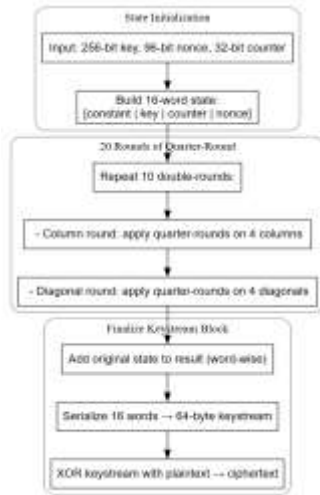 State Initialization
Input: 256-bit key, 96-bit nonce, 32-bit counter
Build 16-word state:
[constant | key | counter | nonce]
20 Rounds of Quarter-Round
Repeat 10 double-rounds:
- Column round: apply quarter-rounds on 4 columns
- Diagonal round: apply quarter-rounds on 4 diagonals
Finalize Keystream Block
Add original state to result (word-wise)
Serialize 16 words → 64-byte keystream
XOR keystream with plaintext → ciphertext